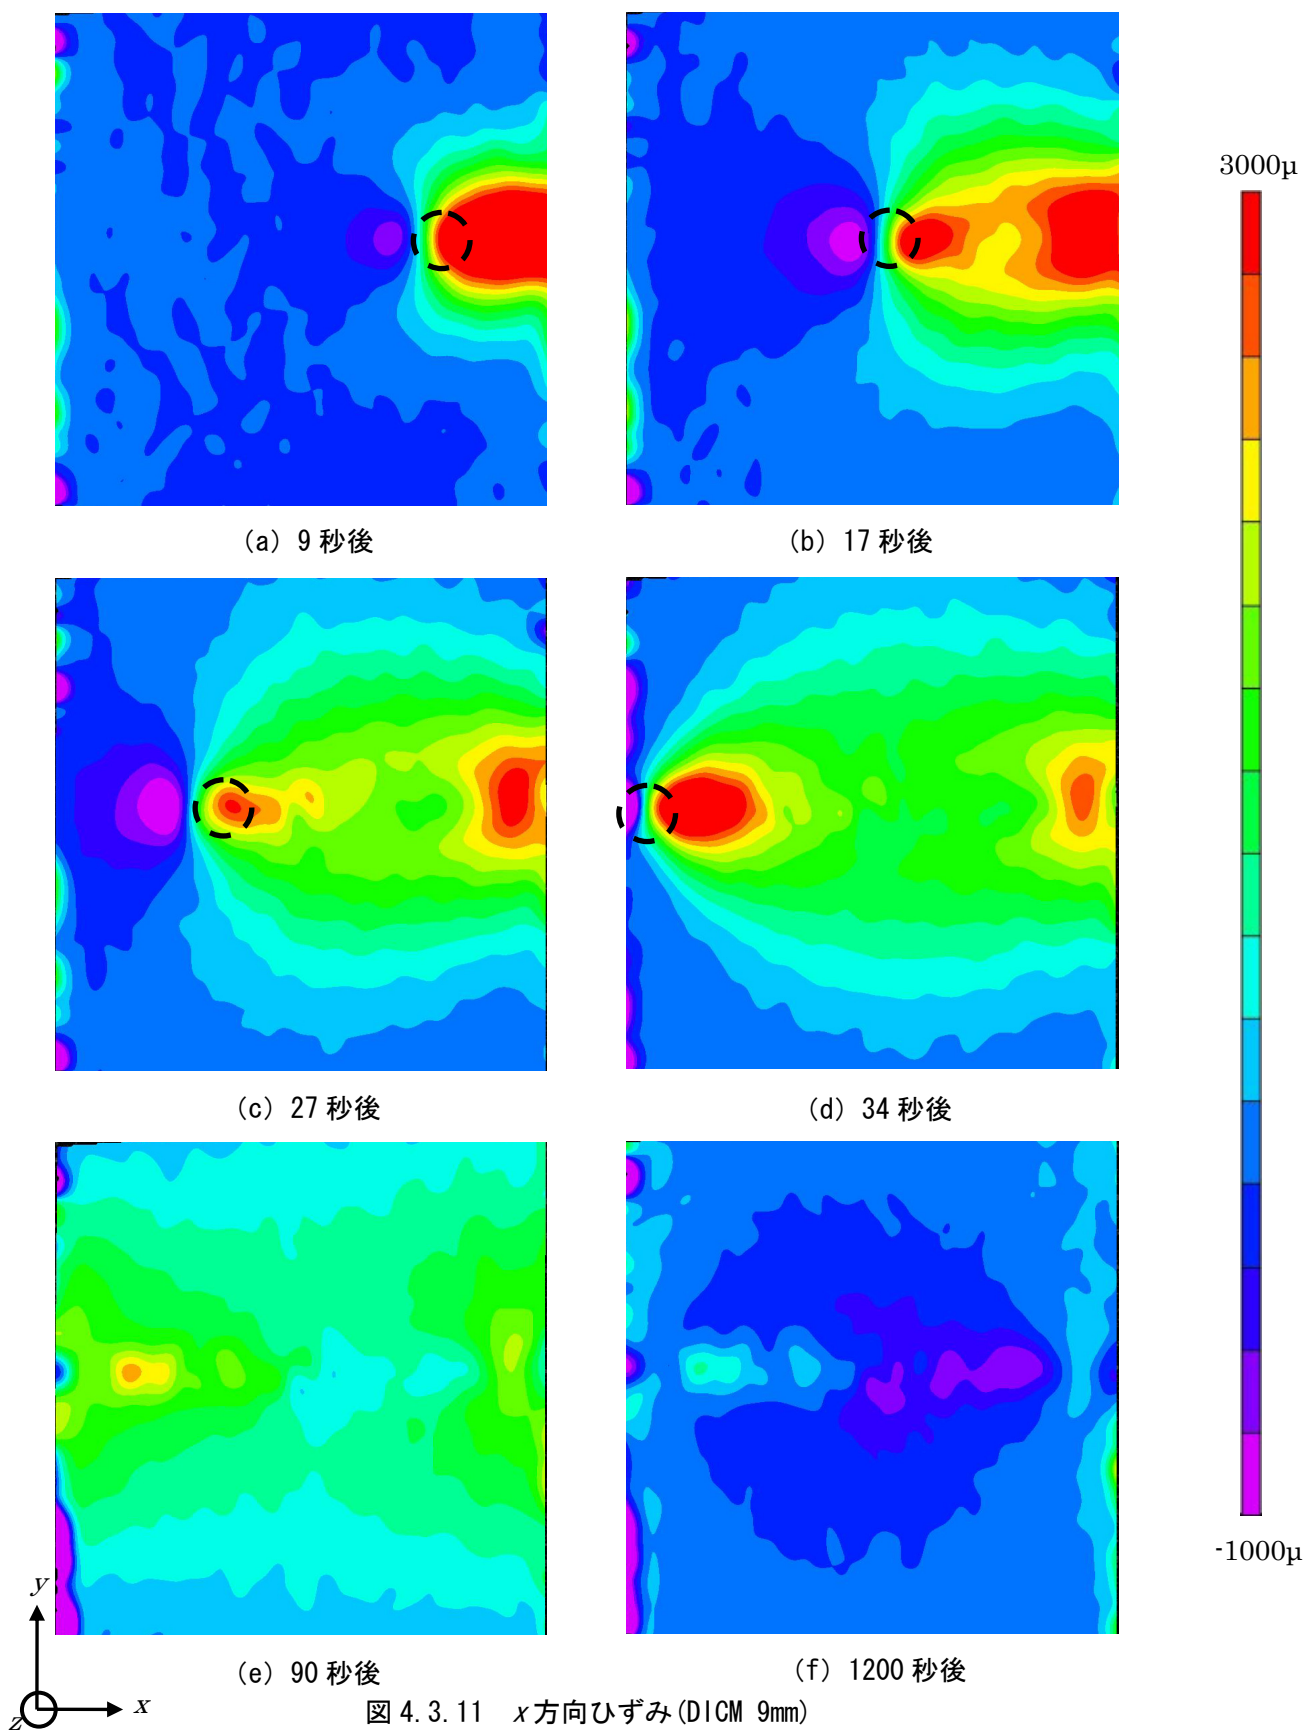 3000μ
(a) 9 秒後
(b) 17 秒後
(c) 27 秒後
(d) 34 秒後
-1000μ
y
(e) 90 秒後
(f) 1200 秒後
z
x
図 4.3.11 x方向ひずみ(DICM 9mm)